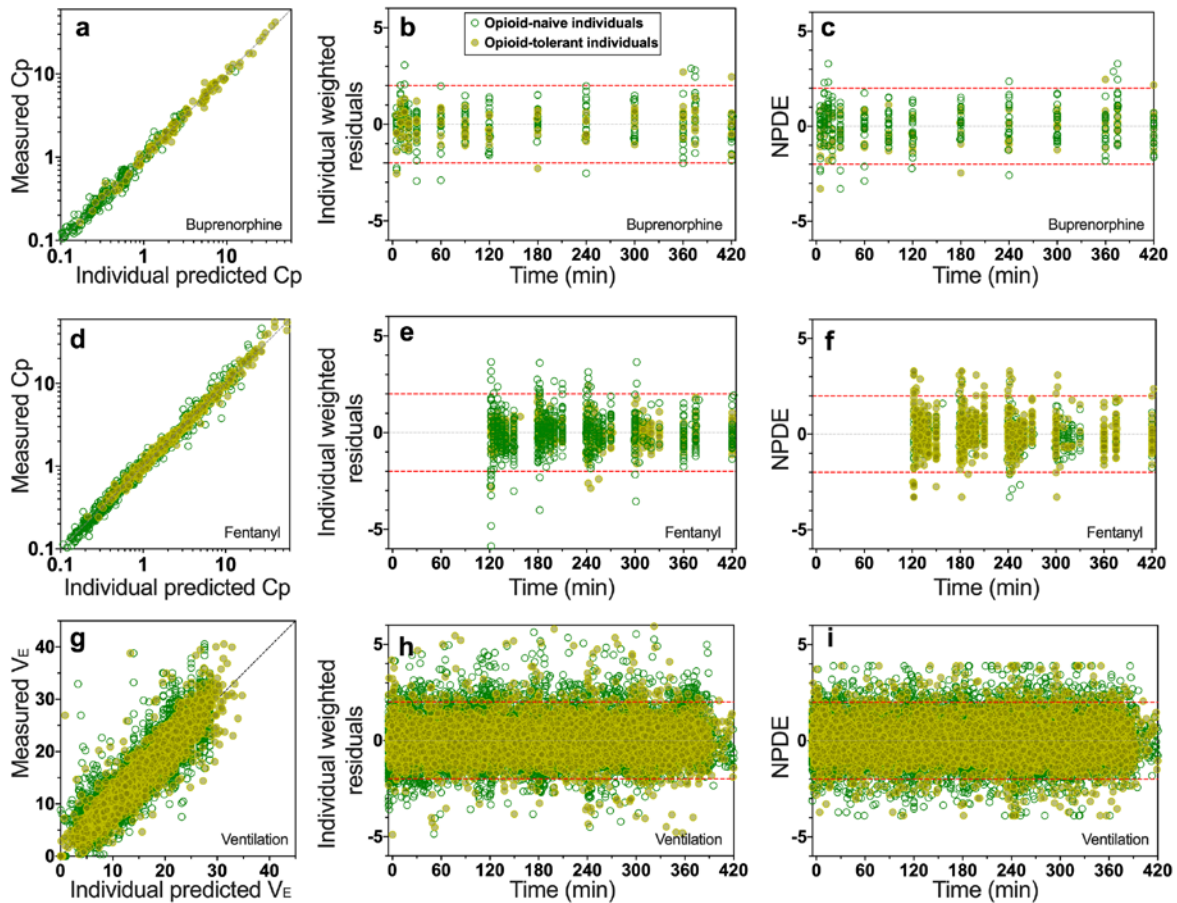 a
Measured Cp
10
1
0.1
0.1
1
10
Individual predicted Cp
Buprenorphine
b
Opioid-naive individuals
Opioid-tolerant individuals
Individual weighted
residuals
5
0
-5
0
60
120
180
240
300
360
420
Time (min)
Buprenorphine
c
NPDE
5
0
-5
0
60
120
180
240
300
360
420
Time (min)
Buprenorphine
d
Measured Cp
10
1
0.1
0.1
1
10
Individual predicted Cp
Fentanyl
e
Individual weighted
residuals
5
0
-5
0
60
120
180
240
300
360
420
Time (min)
Fentanyl
f
NPDE
5
0
-5
0
60
120
180
240
300
360
420
Time (min)
Fentanyl
g
Measured VE
40
30
20
10
0
0
10
20
30
40
Individual predicted VE
Ventilation
h
Individual weighted
residuals
5
0
-5
0
60
120
180
240
300
360
420
Time (min)
Ventilation
i
NPDE
5
0
-5
0
60
120
180
240
300
360
420
Time (min)
Ventilation